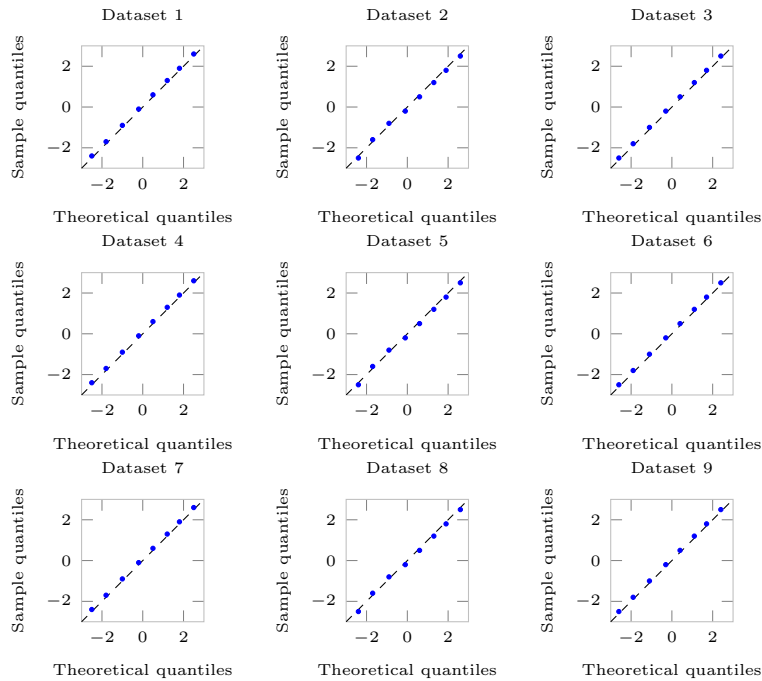 Dataset 1
Sample quantiles
2
0
−2
−2 0 2
Theoretical quantiles
Dataset 2
Sample quantiles
2
0
−2
−2 0 2
Theoretical quantiles
Dataset 3
Sample quantiles
2
0
−2
−2 0 2
Theoretical quantiles
Dataset 4
Sample quantiles
2
0
−2
−2 0 2
Theoretical quantiles
Dataset 5
Sample quantiles
2
0
−2
−2 0 2
Theoretical quantiles
Dataset 6
Sample quantiles
2
0
−2
−2 0 2
Theoretical quantiles
Dataset 7
Sample quantiles
2
0
−2
−2 0 2
Theoretical quantiles
Dataset 8
Sample quantiles
2
0
−2
−2 0 2
Theoretical quantiles
Dataset 9
Sample quantiles
2
0
−2
−2 0 2
Theoretical quantiles